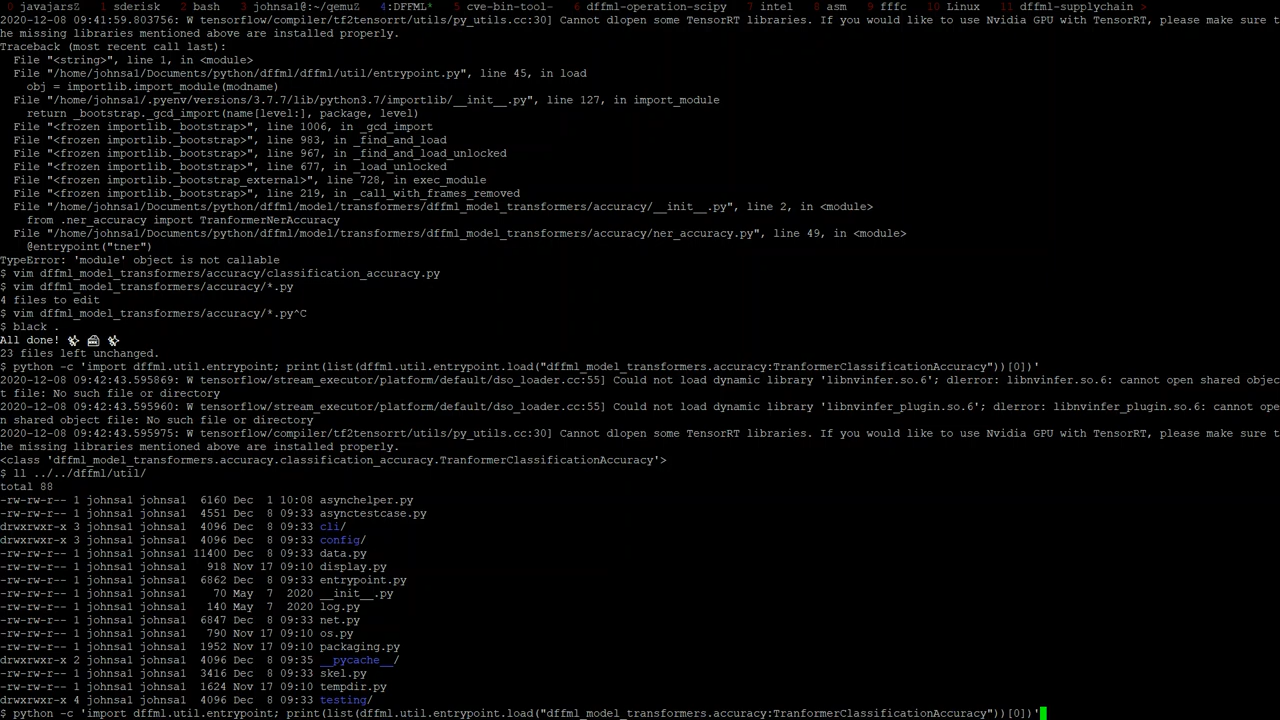 0 javajarsZ 1 sderisk 2 bash 3 johnsa1@:~/qemuZ 4:DFFML* 5 cve-bin-tool- 6 dffml-operation-scipy 7 intel 8 asm 9 fffc 10 Linux 11 dffml-supplychain >
2020-12-08 09:41:59.803756: W tensorflow/compiler/tf2tensorrt/utils/py_utils.cc:30] Cannot dlopen some TensorRT libraries. If you would like to use Nvidia GPU with TensorRT, please make sure t
he missing libraries mentioned above are installed properly.
Traceback (most recent call last):
  File "<string>", line 1, in <module>
  File "/home/johnsa1/Documents/python/dffml/dffml/util/entrypoint.py", line 45, in load
    obj = importlib.import_module(modname)
  File "/home/johnsa1/.pyenv/versions/3.7.7/lib/python3.7/importlib/__init__.py", line 127, in import_module
    return _bootstrap._gcd_import(name[level:], package, level)
  File "<frozen importlib._bootstrap>", line 1006, in _gcd_import
  File "<frozen importlib._bootstrap>", line 983, in _find_and_load
  File "<frozen importlib._bootstrap>", line 967, in _find_and_load_unlocked
  File "<frozen importlib._bootstrap>", line 677, in _load_unlocked
  File "<frozen importlib._bootstrap_external>", line 728, in exec_module
  File "<frozen importlib._bootstrap>", line 219, in _call_with_frames_removed
  File "/home/johnsa1/Documents/python/dffml/model/transformers/dffml_model_transformers/accuracy/__init__.py", line 2, in <module>
    from .ner_accuracy import TranformerNerAccuracy
  File "/home/johnsa1/Documents/python/dffml/model/transformers/dffml_model_transformers/accuracy/ner_accuracy.py", line 49, in <module>
    @entrypoint("tner")
TypeError: 'module' object is not callable
$ vim dffml_model_transformers/accuracy/classification_accuracy.py
$ vim dffml_model_transformers/accuracy/*.py
4 files to edit
$ vim dffml_model_transformers/accuracy/*.py^C
$ black .
All done! ✨ 🍰 ✨
23 files left unchanged.
$ python -c 'import dffml.util.entrypoint; print(list(dffml.util.entrypoint.load("dffml_model_transformers.accuracy:TranformerClassificationAccuracy"))[0])'
2020-12-08 09:42:43.595869: W tensorflow/stream_executor/platform/default/dso_loader.cc:55] Could not load dynamic library 'libnvinfer.so.6'; dlerror: libnvinfer.so.6: cannot open shared objec
t file: No such file or directory
2020-12-08 09:42:43.595960: W tensorflow/stream_executor/platform/default/dso_loader.cc:55] Could not load dynamic library 'libnvinfer_plugin.so.6'; dlerror: libnvinfer_plugin.so.6: cannot ope
n shared object file: No such file or directory
2020-12-08 09:42:43.595975: W tensorflow/compiler/tf2tensorrt/utils/py_utils.cc:30] Cannot dlopen some TensorRT libraries. If you would like to use Nvidia GPU with TensorRT, please make sure t
he missing libraries mentioned above are installed properly.
<class 'dffml_model_transformers.accuracy.classification_accuracy.TranformerClassificationAccuracy'>
$ ll ../../dffml/util/
total 88
-rw-rw-r-- 1 johnsa1 johnsa1  6160 Dec  1 10:08 asynchelper.py
-rw-rw-r-- 1 johnsa1 johnsa1  4551 Dec  8 09:33 asynctestcase.py
drwxrwxr-x 3 johnsa1 johnsa1  4096 Dec  8 09:33 cli/
drwxrwxr-x 3 johnsa1 johnsa1  4096 Dec  8 09:33 config/
-rw-rw-r-- 1 johnsa1 johnsa1 11400 Dec  8 09:33 data.py
-rw-rw-r-- 1 johnsa1 johnsa1   918 Nov 17 09:10 display.py
-rw-rw-r-- 1 johnsa1 johnsa1  6862 Dec  8 09:33 entrypoint.py
-rw-rw-r-- 1 johnsa1 johnsa1    70 May  7  2020 __init__.py
-rw-rw-r-- 1 johnsa1 johnsa1   140 May  7  2020 log.py
-rw-rw-r-- 1 johnsa1 johnsa1  6847 Dec  8 09:33 net.py
-rw-rw-r-- 1 johnsa1 johnsa1   790 Nov 17 09:10 os.py
-rw-rw-r-- 1 johnsa1 johnsa1  1952 Nov 17 09:10 packaging.py
drwxrwxr-x 2 johnsa1 johnsa1  4096 Dec  8 09:35 __pycache__/
-rw-rw-r-- 1 johnsa1 johnsa1  3416 Dec  8 09:33 skel.py
-rw-rw-r-- 1 johnsa1 johnsa1  1624 Nov 17 09:10 tempdir.py
drwxrwxr-x 4 johnsa1 johnsa1  4096 Dec  8 09:33 testing/
$ python -c 'import dffml.util.entrypoint; print(list(dffml.util.entrypoint.load("dffml_model_transformers.accuracy:TranformerClassificationAccuracy"))[0])'